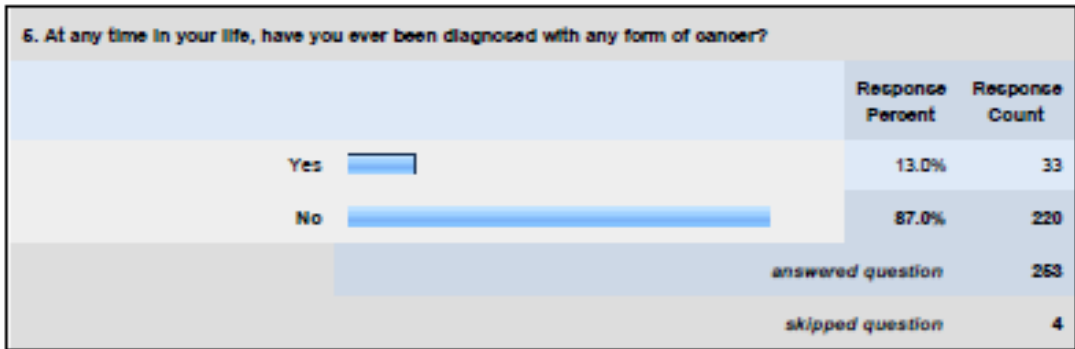 5. At any time in your life, have you ever been diagnosed with any form of cancer?
Response Percent
Response Count
Yes 13.0% 33
No 87.0% 220
answered question 253
skipped question 4